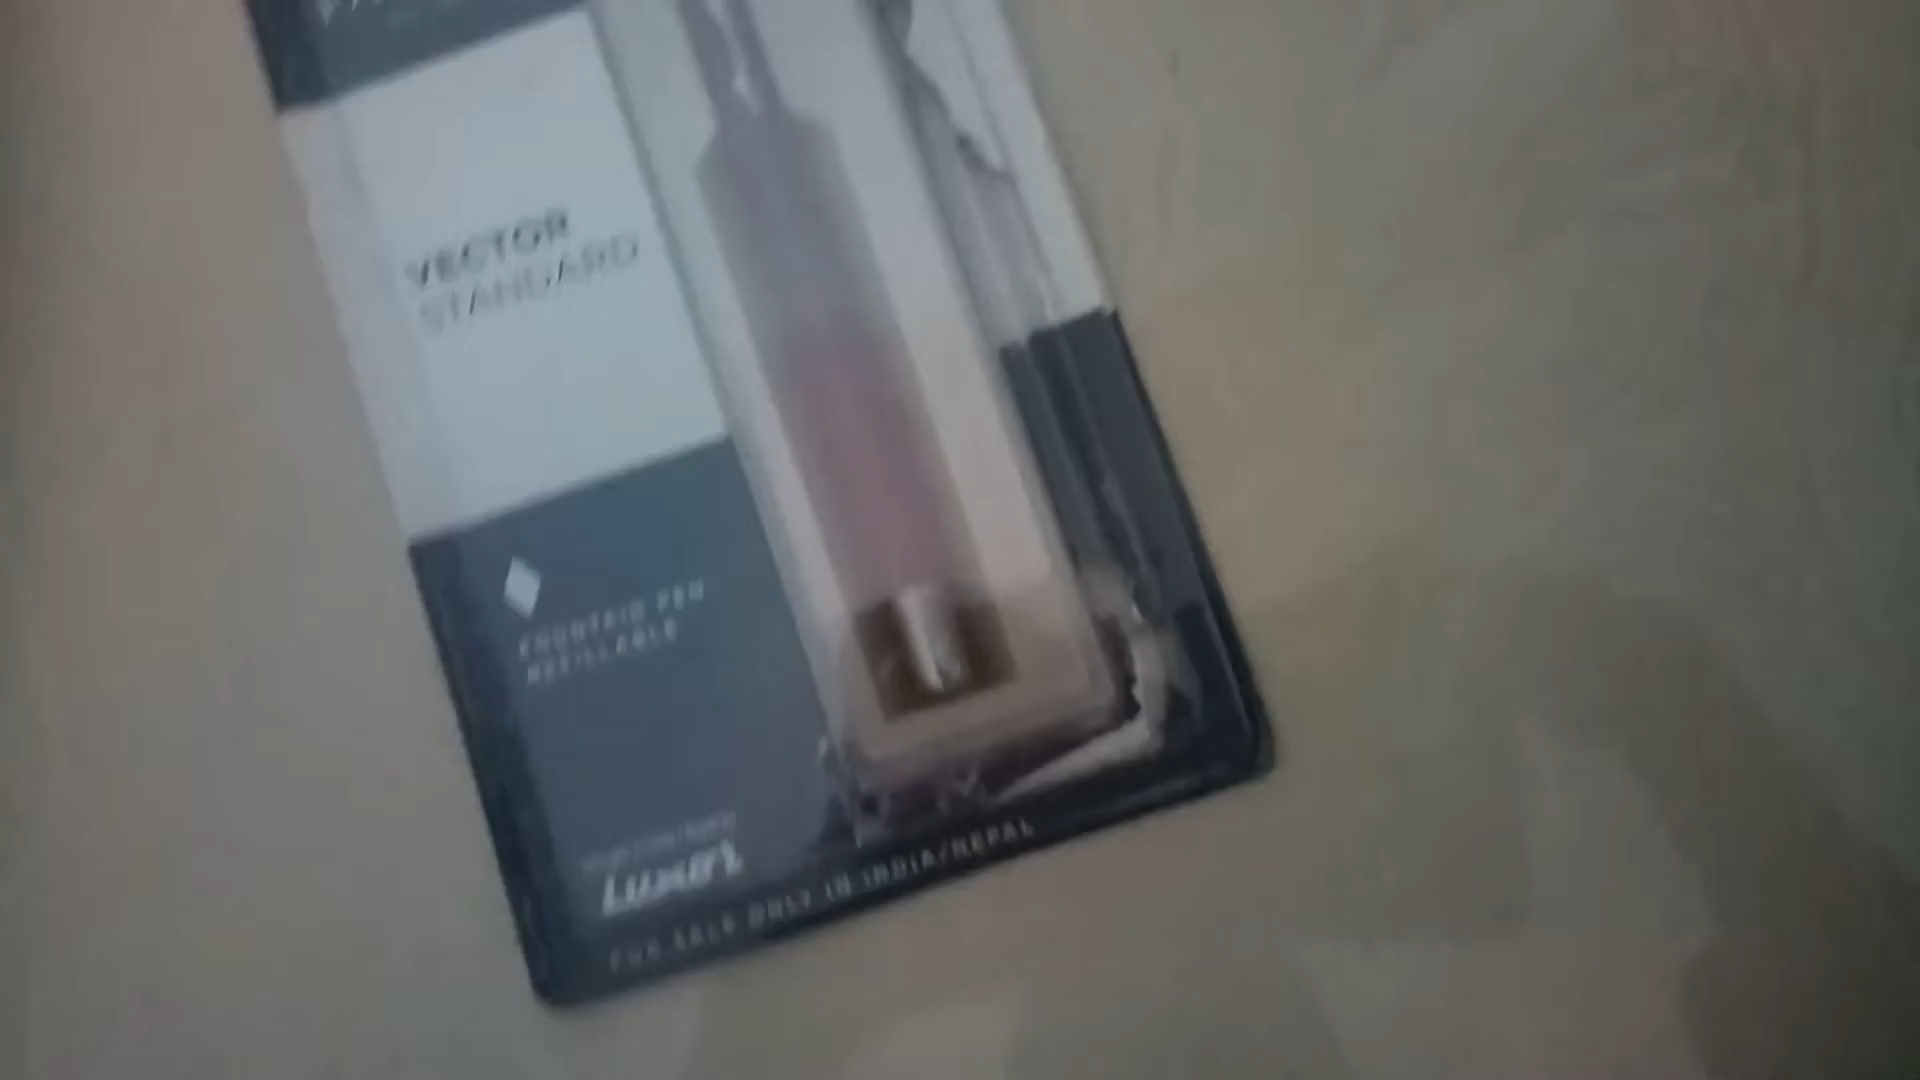 VECTOR
STANDARD
FOUNTAIN PEN
REFILLABLE
Luxor
FOR SALE ONLY IN INDIA/NEPAL